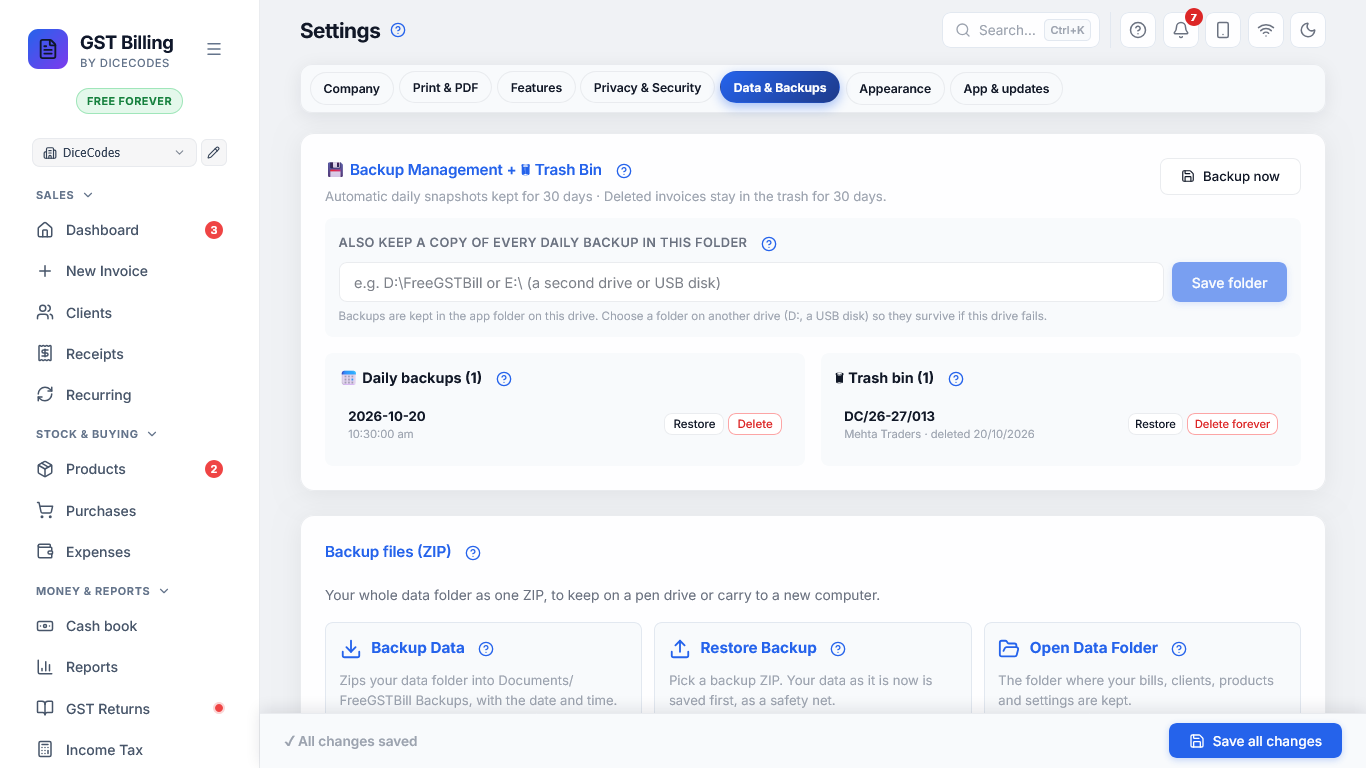 GST Billing
BY DICECODES
FREE FOREVER
DiceCodes
SALES
Dashboard 3
New Invoice
Clients
Receipts
Recurring
STOCK & BUYING
Products 2
Purchases
Expenses
MONEY & REPORTS
Cash book
Reports
GST Returns
Income Tax
Settings
Search... Ctrl+K
7
Company Print & PDF Features Privacy & Security Data & Backups Appearance App & updates
Backup Management + Trash Bin
Backup now
Automatic daily snapshots kept for 30 days · Deleted invoices stay in the trash for 30 days.
ALSO KEEP A COPY OF EVERY DAILY BACKUP IN THIS FOLDER
e.g. D:\FreeGSTBill or E:\ (a second drive or USB disk)
Save folder
Backups are kept in the app folder on this drive. Choose a folder on another drive (D:, a USB disk) so they survive if this drive fails.
Daily backups (1)
2026-10-20
10:30:00 am
Restore Delete
Trash bin (1)
DC/26-27/013
Mehta Traders · deleted 20/10/2026
Restore Delete forever
Backup files (ZIP)
Your whole data folder as one ZIP, to keep on a pen drive or carry to a new computer.
Backup Data
Zips your data folder into Documents/
FreeGSTBill Backups, with the date and time.
Restore Backup
Pick a backup ZIP. Your data as it is now is
saved first, as a safety net.
Open Data Folder
The folder where your bills, clients, products
and settings are kept.
✓ All changes saved
Save all changes